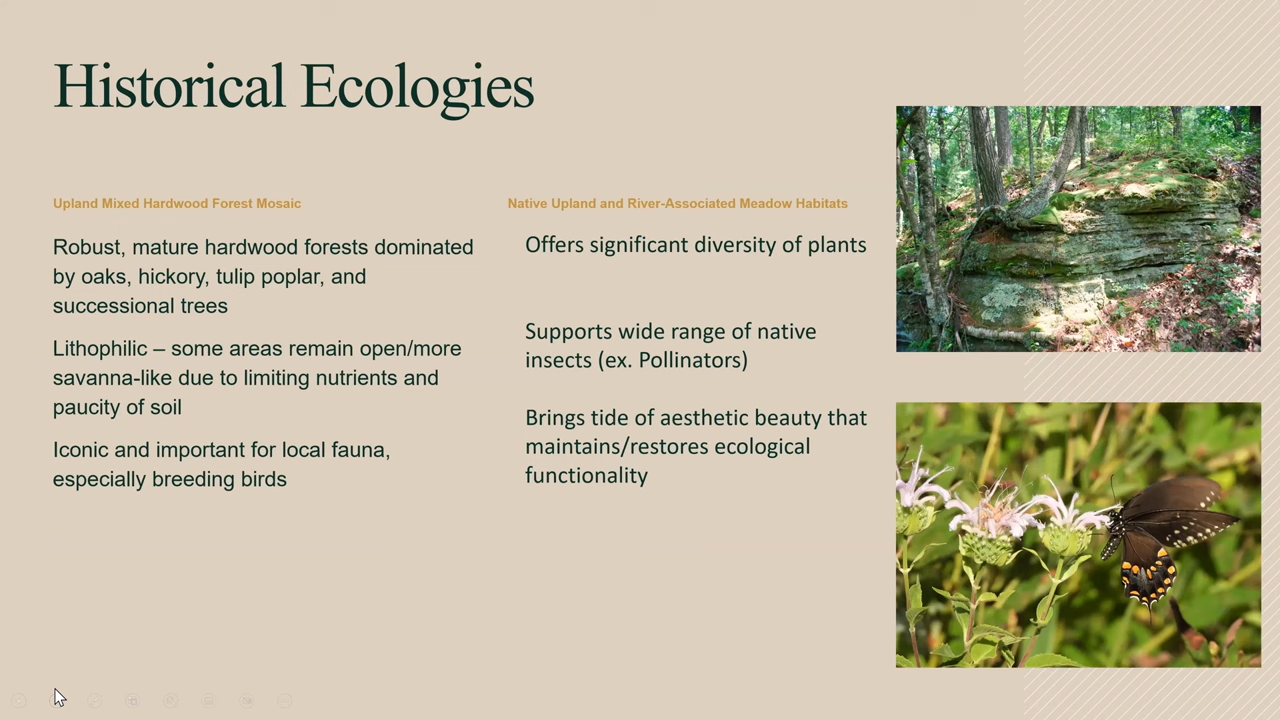 Historical Ecologies
Upland Mixed Hardwood Forest Mosaic
Robust, mature hardwood forests dominated
by oaks, hickory, tulip poplar, and
successional trees
Lithophilic – some areas remain open/more
savanna-like due to limiting nutrients and
paucity of soil
Iconic and important for local fauna,
especially breeding birds
Native Upland and River-Associated Meadow Habitats
Offers significant diversity of plants
Supports wide range of native
insects (ex. Pollinators)
Brings tide of aesthetic beauty that
maintains/restores ecological
functionality